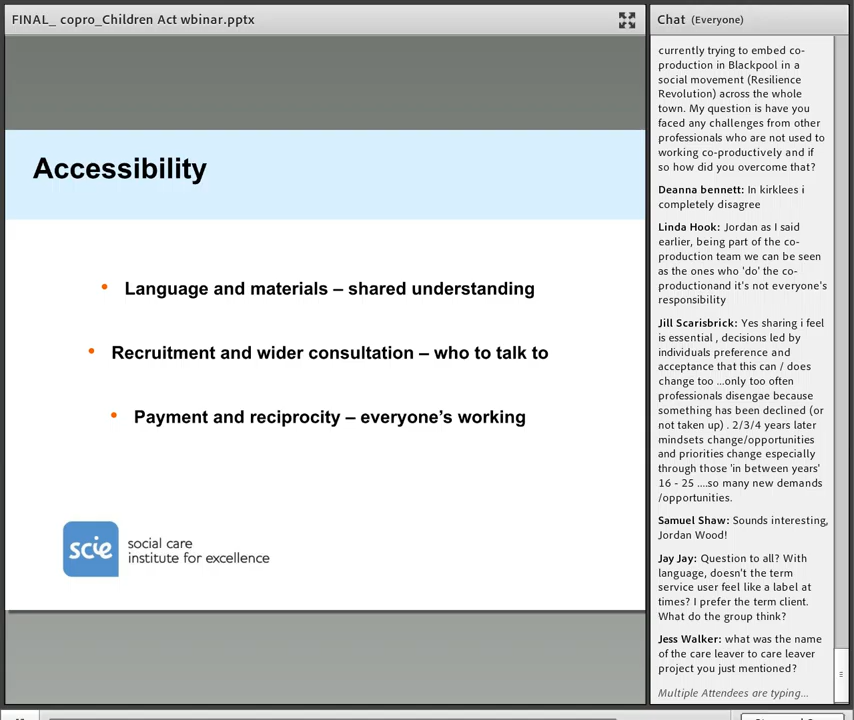 FINAL_ copro_Children Act wbinar.pptx
Accessibility
• Language and materials – shared understanding
• Recruitment and wider consultation – who to talk to
• Payment and reciprocity – everyone's working
scie
social care
institute for excellence
Chat (Everyone)
currently trying to embed co-
production in Blackpool in a
social movement (Resilience
Revolution) across the whole
town. My question is have you
faced any challenges from other
professionals who are not used to
working co-productively and if
so how did you overcome that?
Deanna bennett: In kirklees i
completely disagree
Linda Hook: Jordan as I said
earlier, being part of the co-
production team we can be seen
as the ones who 'do' the co-
productionand it's not everyone's
responsibility
Jill Scarisbrick: Yes sharing i feel
is essential , decisions led by
individuals preference and
acceptance that this can / does
change too ...only too often
professionals disengae because
something has been declined (or
not taken up) . 2/3/4 years later
mindsets change/opportunities
and priorities change especially
through those 'in between years'
16 - 25 ....so many new demands
/opportunities.
Samuel Shaw: Sounds interesting,
Jordan Wood!
Jay Jay: Question to all? With
language, doesn't the term
service user feel like a label at
times? I prefer the term client.
What do the group think?
Jess Walker: what was the name
of the care leaver to care leaver
project you just mentioned?
Multiple Attendees are typing...